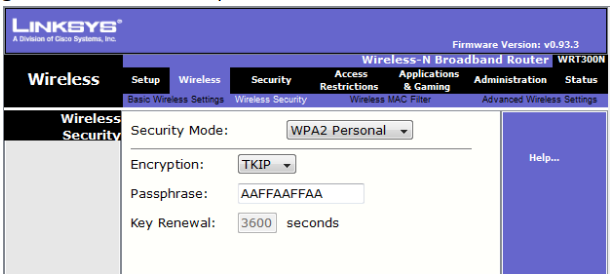 LINKSYS®
A Division of Cisco Systems, Inc.
Firmware Version: v0.93.3
Wireless-N Broadband Router WRT300N
Wireless
Setup Wireless Security Access Restrictions Applications & Gaming Administration Status
Basic Wireless Settings Wireless Security Wireless MAC Filter Advanced Wireless Settings
Wireless Security
Security Mode: WPA2 Personal
Help...
Encryption: TKIP
Passphrase: AAFFAAFFAA
Key Renewal: 3600 seconds